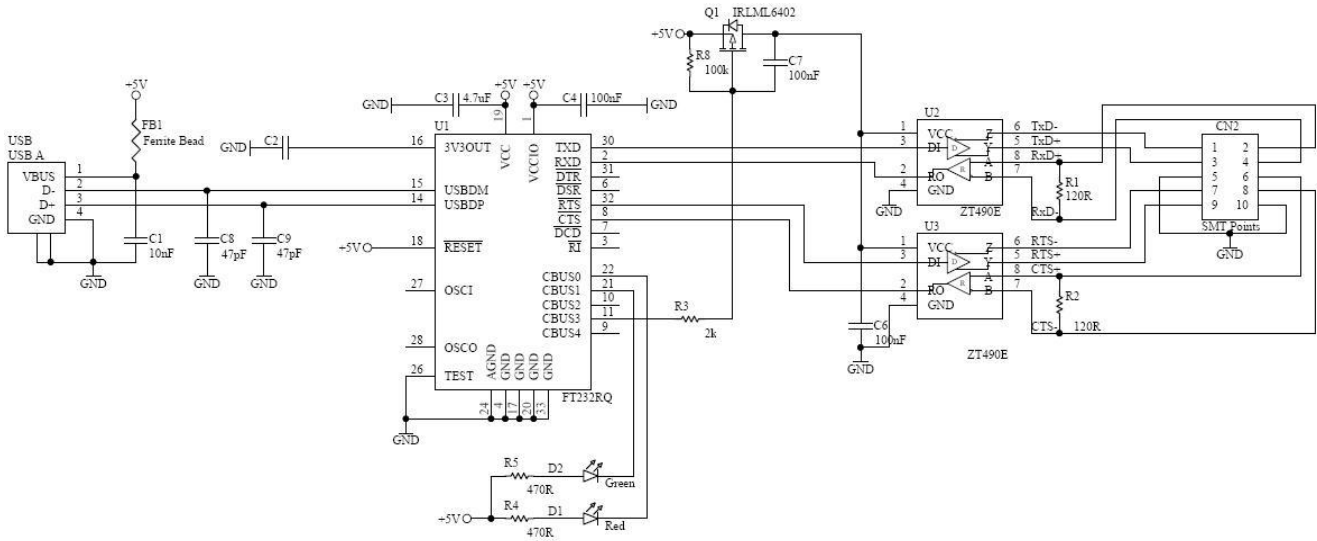 Q1 IRLML6402
+5V
R8
100k
C7
100nF
+5V
FB1
Ferrite Bead
GND
C3
4.7uF
+5V
+5V
C4
100nF
GND
USB
USB A
VBUS
D-
D+
GND
1
2
3
4
GND
C2
C1
10nF
GND
C8
47pF
GND
C9
47pF
GND
+5V
U1
19
1
16
3V3OUT
VCC
VCCIO
15
USBDM
14
USBDP
18
RESET
27
OSCI
28
OSCO
26
TEST
GND
TXD 30
RXD 2
DTR 31
DSR 6
RTS 32
CTS 8
DCD 7
RI 3
CBUS0 22
CBUS1 21
CBUS2 10
CBUS3 11
CBUS4 9
AGND
GND
GND
GND
GND
24
4
17
20
33
FT232RQ
R3
2k
R5
470R
D2
Green
+5V
R4
470R
D1
Red
U2
1
VCC
3
DI
D
R
2
RO
4
GND
GND
Z 6 TxD-
Y 5 TxD+
A 8 RxD+
B 7
ZT490E
R1
120R
RxD-
U3
1
VCC
3
DI
D
R
2
RO
4
GND
Z 6 RTS-
Y 5 RTS+
A 8 CTS+
B 7
R2
120R
CTS-
ZT490E
C6
100nF
GND
CN2
1 2
3 4
5 6
7 8
9 10
SMT Points
GND